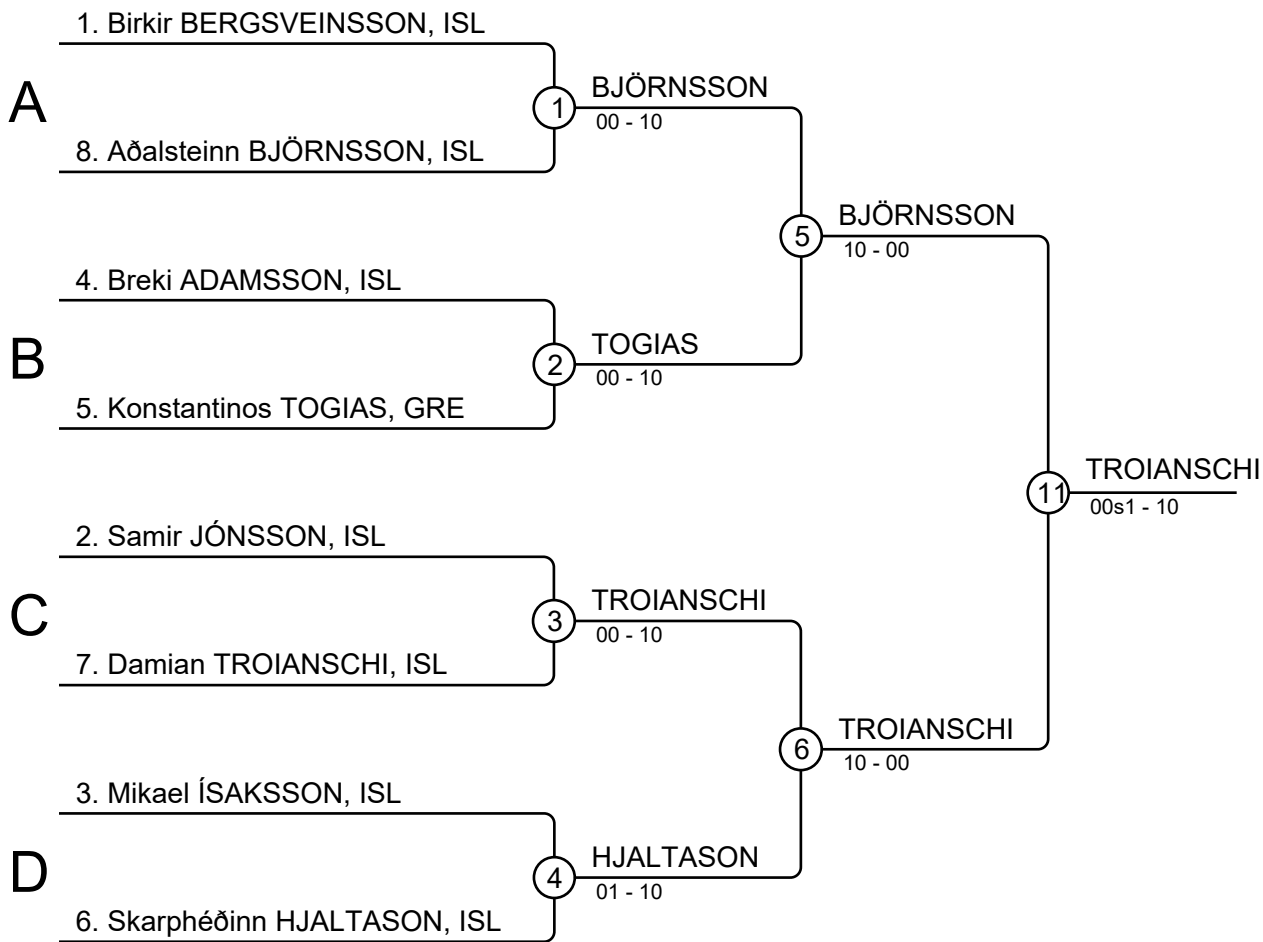 1. Birkir BERGSVEINSSON, ISL
A
1
BJÖRNSSON
00 - 10
8. Aðalsteinn BJÖRNSSON, ISL
5
BJÖRNSSON
10 - 00
4. Breki ADAMSSON, ISL
B
2
TOGIAS
00 - 10
5. Konstantinos TOGIAS, GRE
11
TROIANSCHI
00s1 - 10
2. Samir JÓNSSON, ISL
C
3
TROIANSCHI
00 - 10
7. Damian TROIANSCHI, ISL
6
TROIANSCHI
10 - 00
3. Mikael ÍSAKSSON, ISL
D
4
HJALTASON
01 - 10
6. Skarphéðinn HJALTASON, ISL